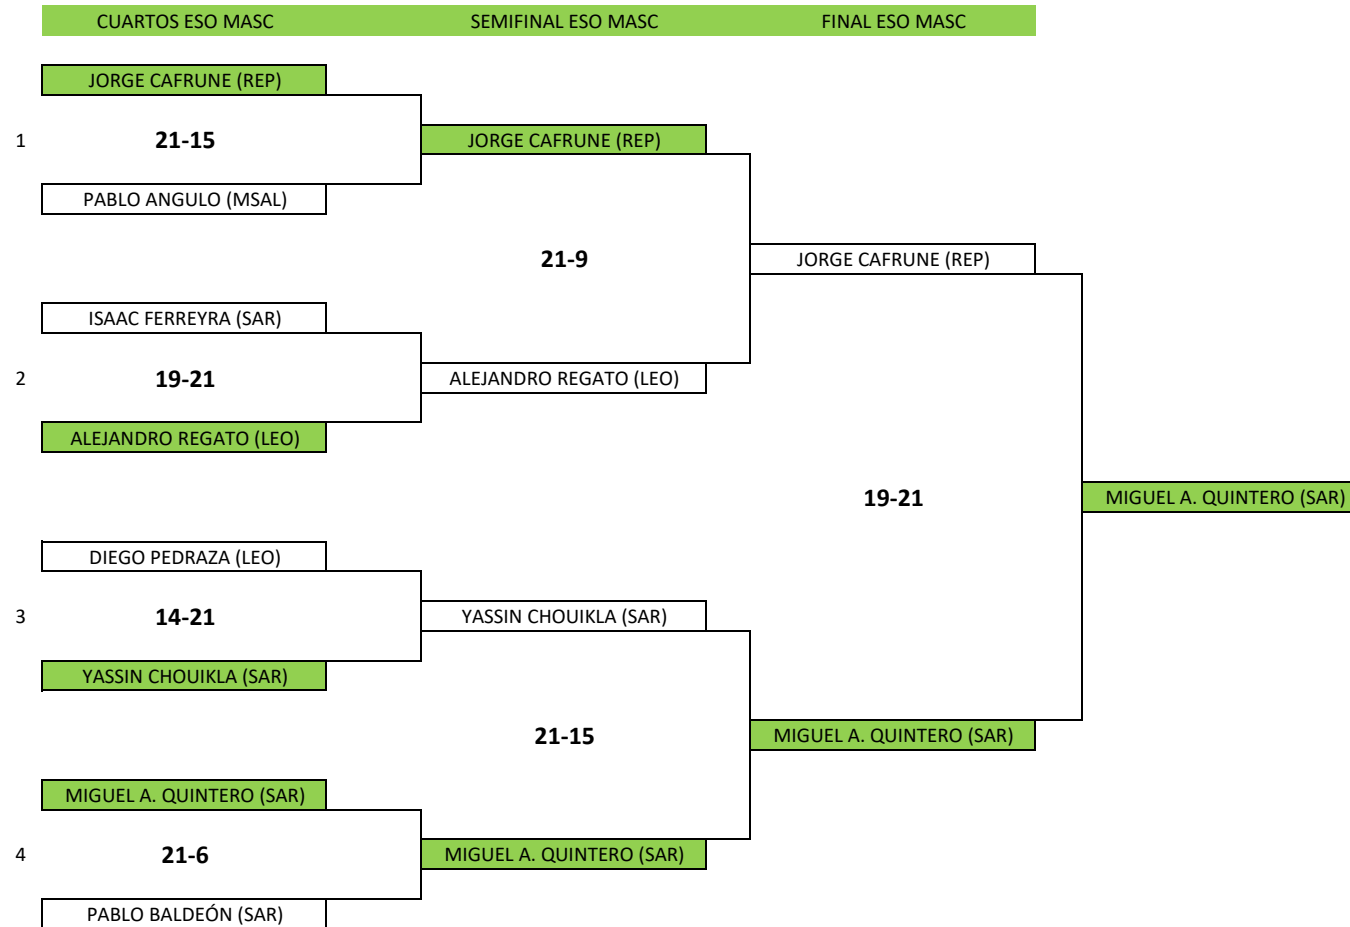 CUARTOS ESO MASC SEMIFINAL ESO MASC FINAL ESO MASC
JORGE CAFRUNE (REP)
1 21-15 JORGE CAFRUNE (REP)
PABLO ANGULO (MSAL)
21-9 JORGE CAFRUNE (REP)
ISAAC FERREYRA (SAR)
2 19-21 ALEJANDRO REGATO (LEO)
ALEJANDRO REGATO (LEO)
19-21 MIGUEL A. QUINTERO (SAR)
DIEGO PEDRAZA (LEO)
3 14-21 YASSIN CHOUIKLA (SAR)
YASSIN CHOUIKLA (SAR)
21-15 MIGUEL A. QUINTERO (SAR)
MIGUEL A. QUINTERO (SAR)
4 21-6 MIGUEL A. QUINTERO (SAR)
PABLO BALDEÓN (SAR)